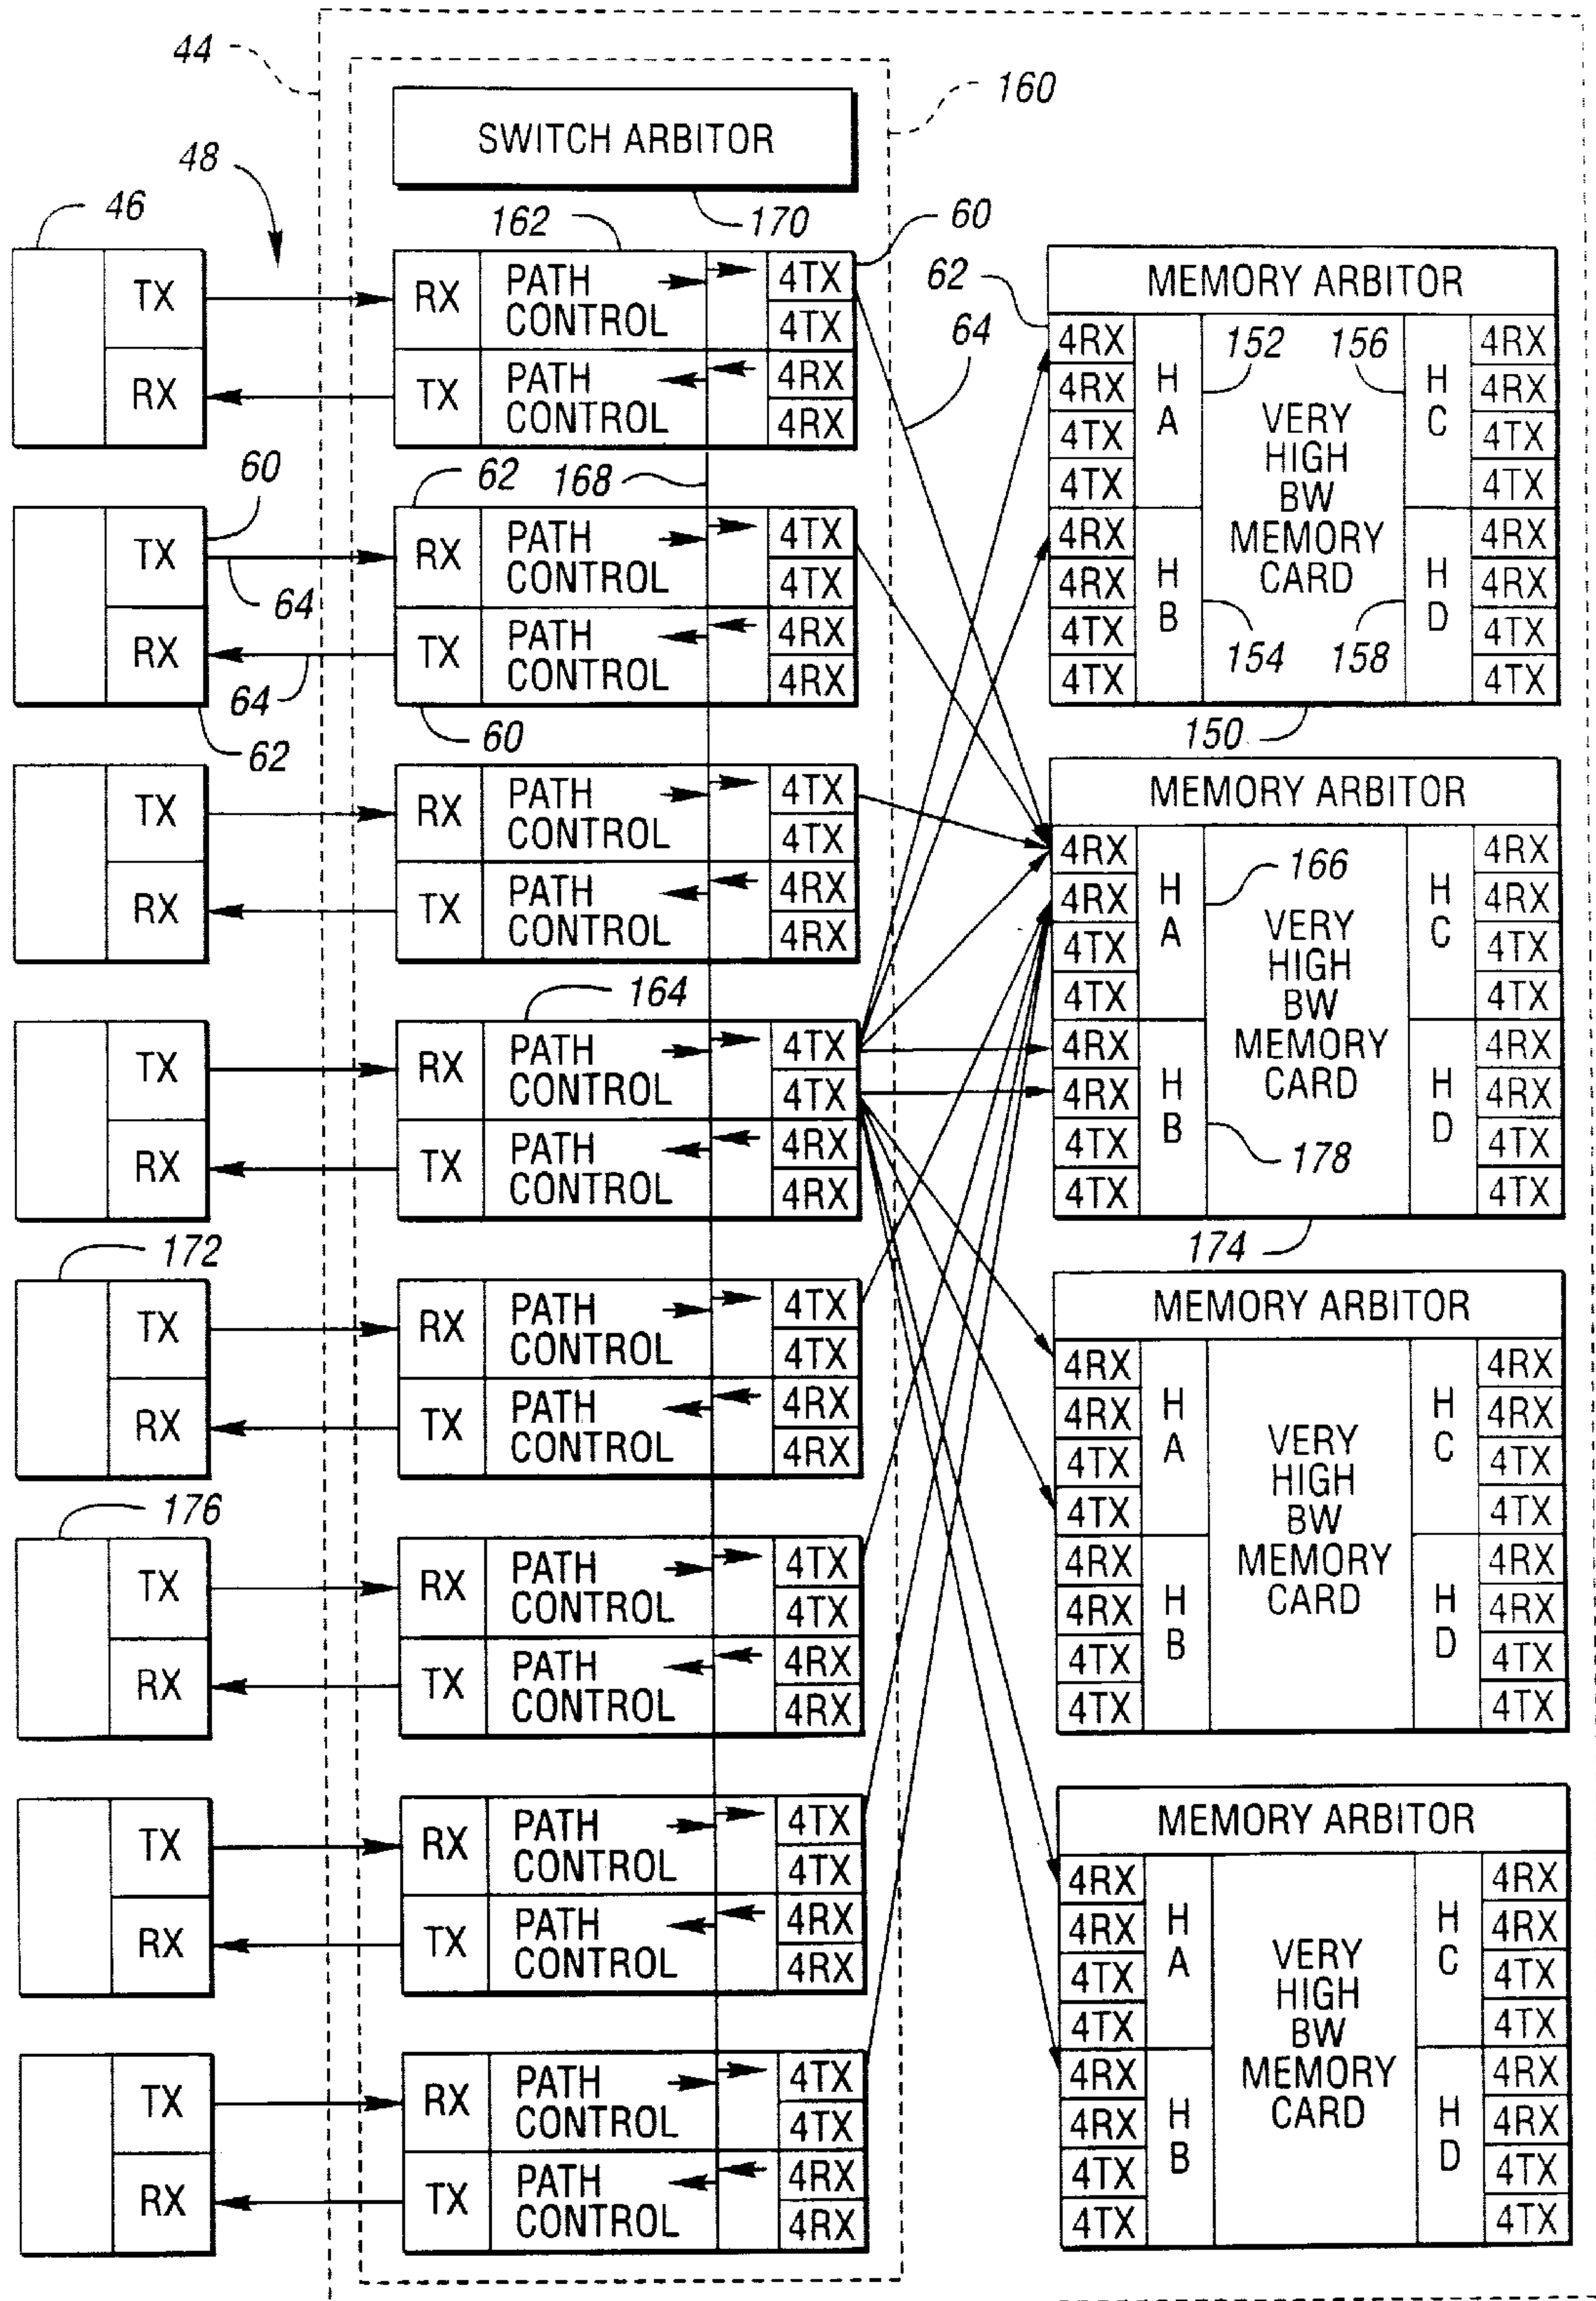 44
160
SWITCH ARBITOR
48
46
162
170
60
TX
RX
RX
PATH
CONTROL
4TX
4TX
TX
PATH
CONTROL
4RX
4RX
62
64
MEMORY ARBITOR
4RX
4RX
4TX
4TX
H
A
152
156
VERY
HIGH
BW
MEMORY
CARD
H
C
4RX
4RX
4TX
4TX
4RX
4RX
4TX
4TX
H
B
154
158
H
D
4RX
4RX
4TX
4TX
150
60
62
168
TX
64
RX
64
62
RX
PATH
CONTROL
4TX
4TX
TX
PATH
CONTROL
4RX
4RX
60
TX
RX
RX
PATH
CONTROL
4TX
4TX
TX
PATH
CONTROL
4RX
4RX
MEMORY ARBITOR
4RX
4RX
4TX
4TX
H
A
166
VERY
HIGH
BW
MEMORY
CARD
H
C
4RX
4RX
4TX
4TX
4RX
4RX
4TX
4TX
H
B
178
H
D
4RX
4RX
4TX
4TX
174
164
TX
RX
RX
PATH
CONTROL
4TX
4TX
TX
PATH
CONTROL
4RX
4RX
172
TX
RX
RX
PATH
CONTROL
4TX
4TX
TX
PATH
CONTROL
4RX
4RX
MEMORY ARBITOR
4RX
4RX
4TX
4TX
H
A
VERY
HIGH
BW
MEMORY
CARD
H
C
4RX
4RX
4TX
4TX
4RX
4RX
4TX
4TX
H
B
H
D
4RX
4RX
4TX
4TX
176
TX
RX
RX
PATH
CONTROL
4TX
4TX
TX
PATH
CONTROL
4RX
4RX
TX
RX
RX
PATH
CONTROL
4TX
4TX
TX
PATH
CONTROL
4RX
4RX
MEMORY ARBITOR
4RX
4RX
4TX
4TX
H
A
VERY
HIGH
BW
MEMORY
CARD
H
C
4RX
4RX
4TX
4TX
4RX
4RX
4TX
4TX
H
B
H
D
4RX
4RX
4TX
4TX
TX
RX
RX
PATH
CONTROL
4TX
4TX
TX
PATH
CONTROL
4RX
4RX